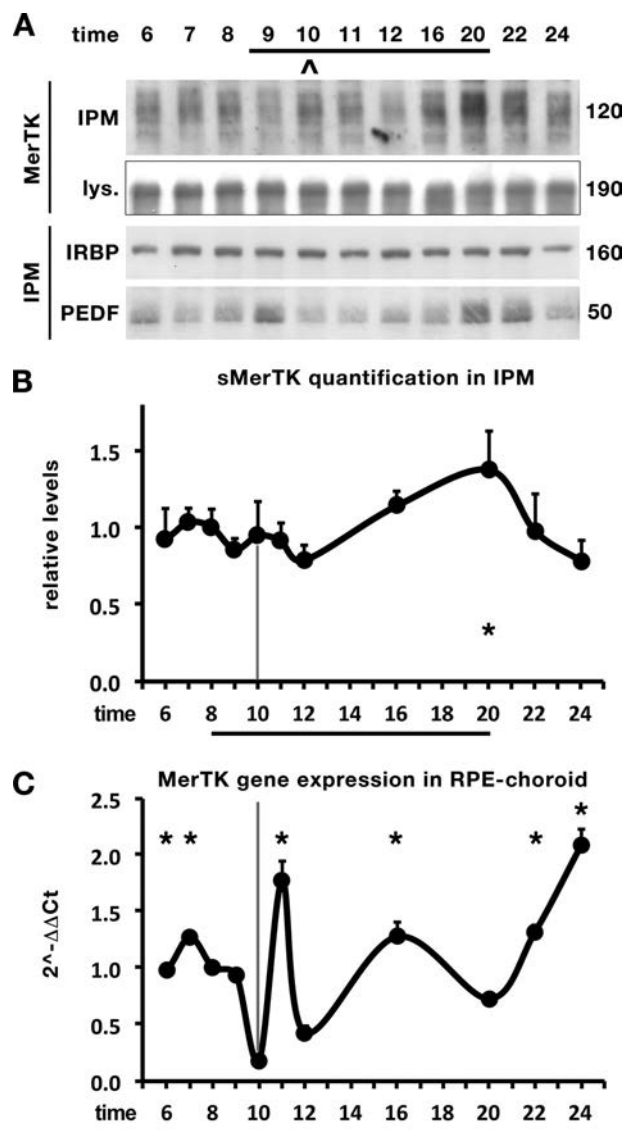 A
time 6 7 8 9 10 11 12 16 20 22 24
^
MerTK
IPM 120
lys. 190
IPM
IRBP 160
PEDF 50
B
sMerTK quantification in IPM
relative levels
1.5
1.0
0.5
*
0.0
time 6 8 10 12 14 16 18 20 22 24
C MerTK gene expression in RPE-choroid
2^-ΔΔCt
2.5
*
* * * * *
2.0
1.5
1.0
0.5
0.0
time 6 8 10 12 14 16 18 20 22 24